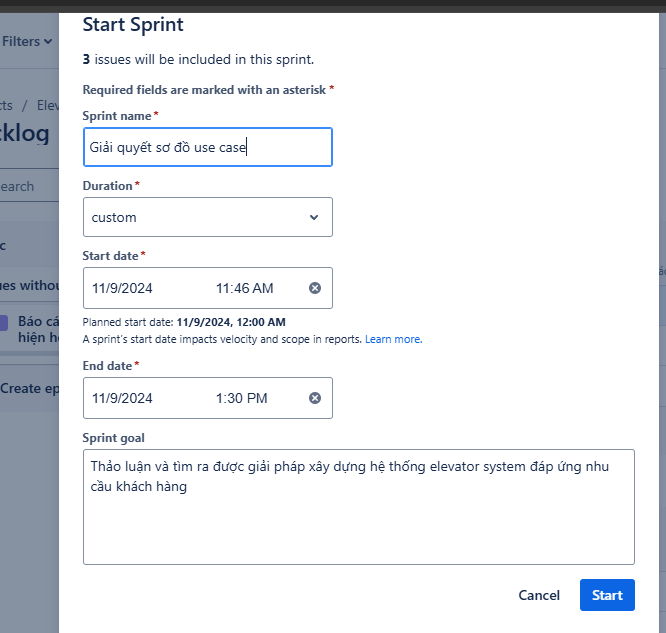 Start Sprint
3 issues will be included in this sprint.
Filters
Required fields are marked with an asterisk *
Sprint name*
Giải quyết sơ đồ use case
Duration*
custom
Start date*
11/9/2024 11:46 AM
Planned start date: 11/9/2024, 12:00 AM
A sprint's start date impacts velocity and scope in reports. Learn more.
End date*
11/9/2024 1:30 PM
Sprint goal
Thảo luận và tìm ra được giải pháp xây dựng hệ thống elevator system đáp ứng nhu
cầu khách hàng
Cancel Start
cts / Elev
cklog
earch
c
ues withou
Báo cá
hiện h
Create ep